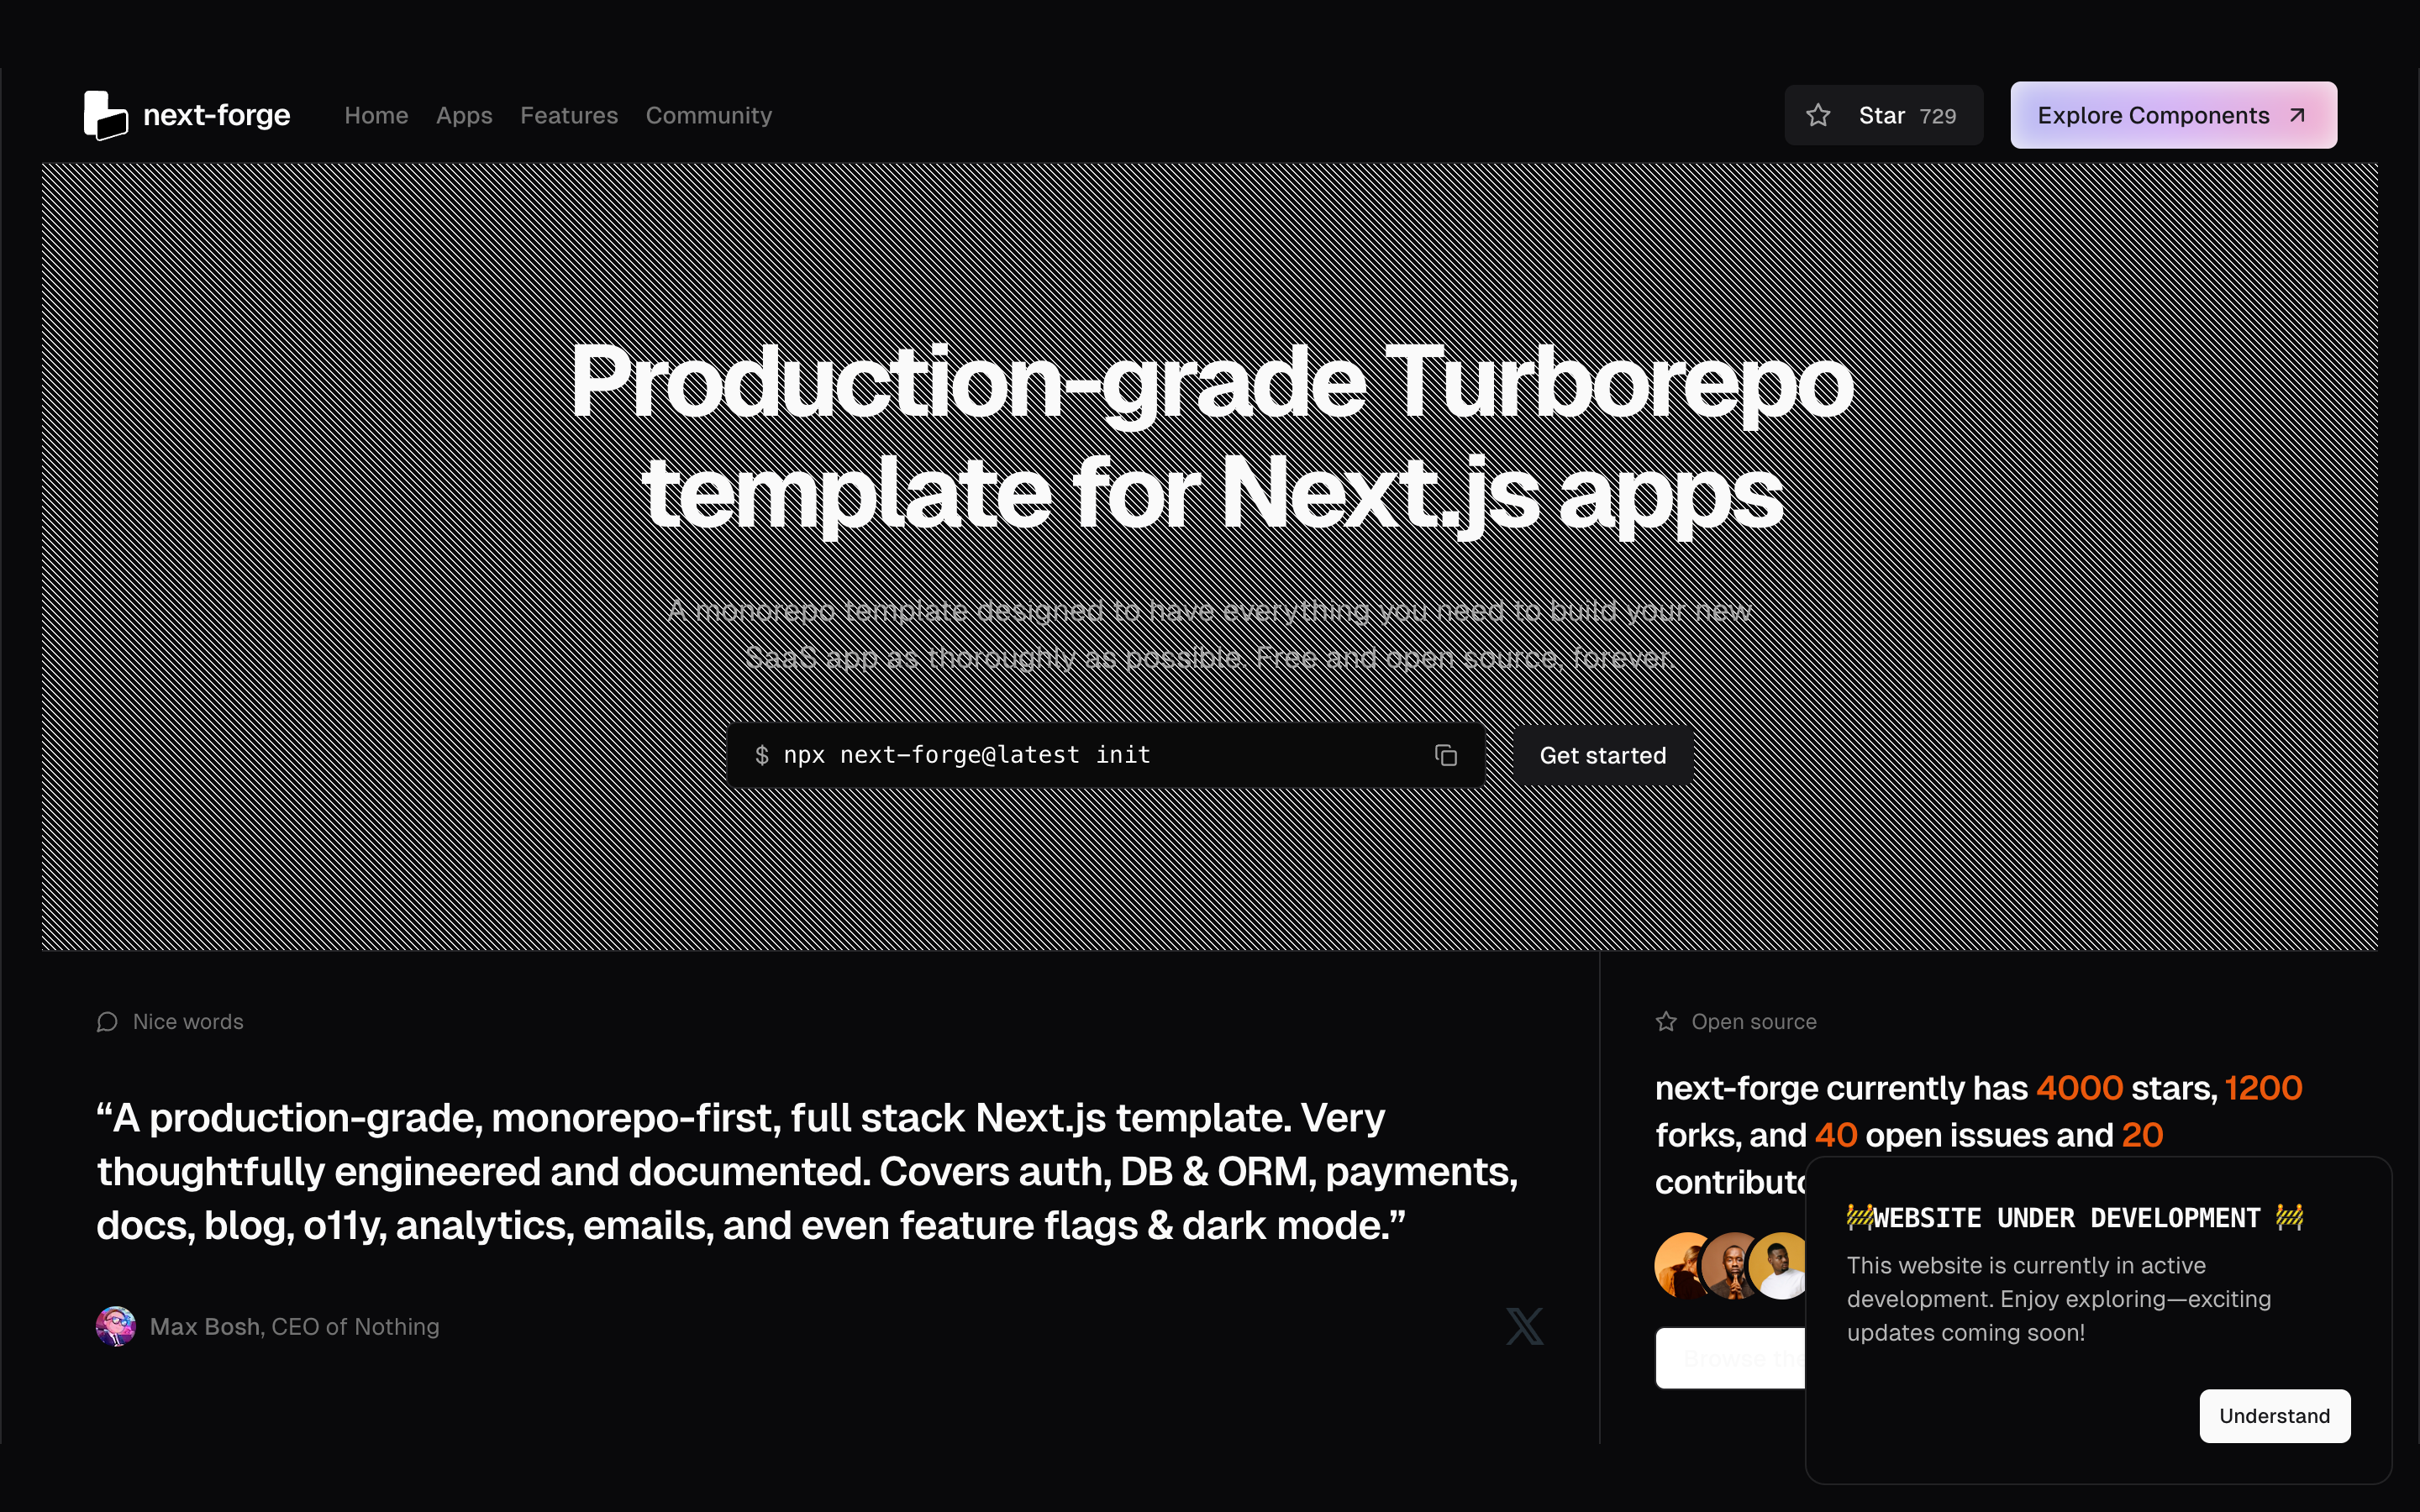 next-forge
Home Apps Features Community
Star 729
Explore Components
Production-grade Turborepo
template for Next.js apps
A monorepo template designed to have everything you need to build your new
SaaS app as thoroughly as possible. Free and open source, forever.
$ npx next-forge@latest init
Get started
Nice words
“A production-grade, monorepo-first, full stack Next.js template. Very
thoughtfully engineered and documented. Covers auth, DB & ORM, payments,
docs, blog, o11y, analytics, emails, and even feature flags & dark mode.”
Max Bosh, CEO of Nothing
Open source
next-forge currently has 4000 stars, 1200
forks, and 40 open issues and 20
Browse
🚧WEBSITE UNDER DEVELOPMENT 🚧
This website is currently in active
development. Enjoy exploring—exciting
updates coming soon!
Understand